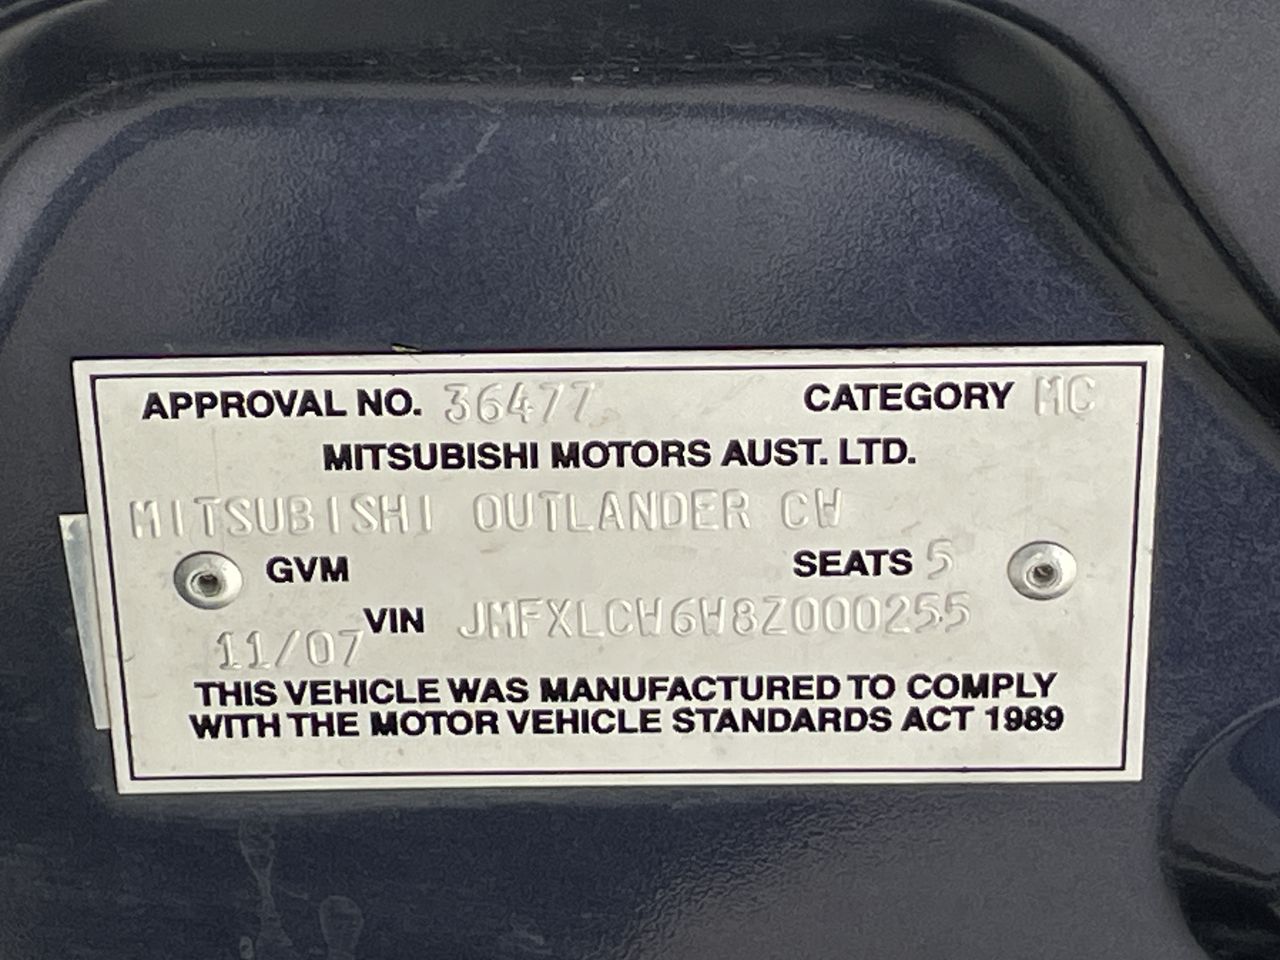 APPROVAL NO. 36477 CATEGORY MC
MITSUBISHI MOTORS AUST. LTD.
MITSUBISHI OUTLANDER CW
GVM SEATS 5
VIN JMFXLCW6W8Z000255
11/07
THIS VEHICLE WAS MANUFACTURED TO COMPLY
WITH THE MOTOR VEHICLE STANDARDS ACT 1989